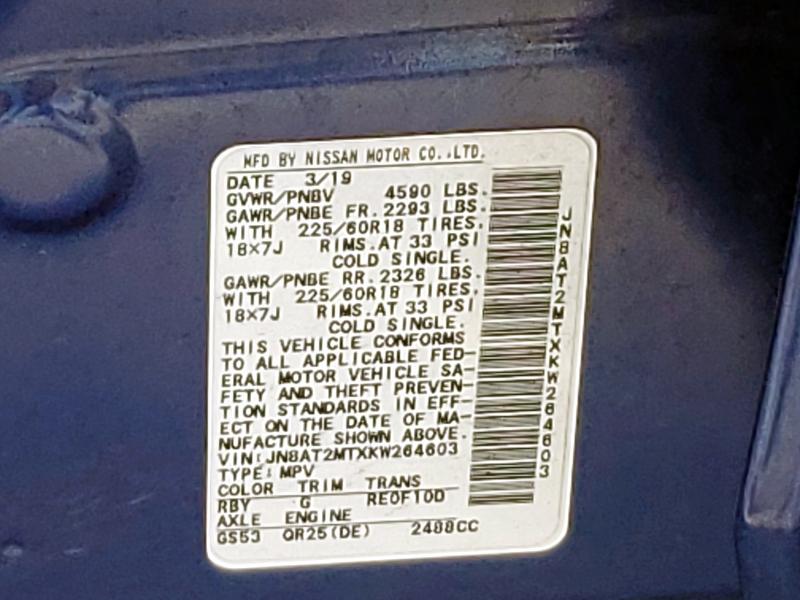 MFD BY NISSAN MOTOR CO.,LTD.
DATE 3/19
GVWR/PNBV 4590 LBS.
GAWR/PNBE FR. 2293 LBS.
WITH 225/60R18 TIRES.
18×7J RIMS. AT 33 PSI
COLD SINGLE.
GAWR/PNBE RR. 2326 LBS.
WITH 225/60R18 TIRES.
18×7J RIMS. AT 33 PSI
COLD SINGLE.
THIS VEHICLE CONFORMS
TO ALL APPLICABLE FED-
ERAL MOTOR VEHICLE SA-
FETY AND THEFT PREVEN-
TION STANDARDS IN EFF-
ECT ON THE DATE OF MA-
NUFACTURE SHOWN ABOVE.
VIN:JN8AT2MTXKW264603
TYPE: MPV
COLOR TRIM TRANS
RBY G RE0F10D
AXLE ENGINE
GS53 QR25(DE) 2488CC
JN8AT2MTXKW264603